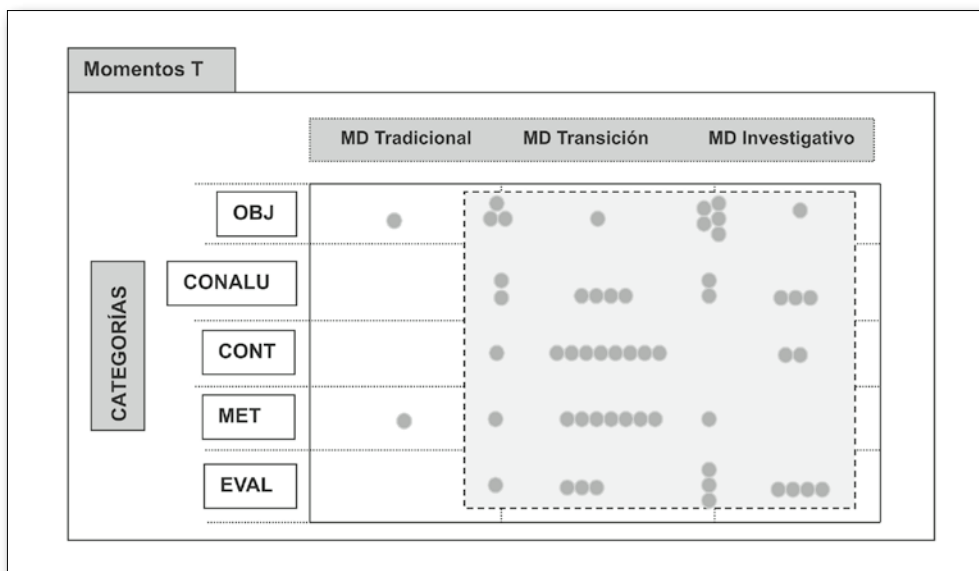 Momentos T
MD Tradicional MD Transición MD Investigativo
CATEGORÍAS
OBJ
CONALU
CONT
MET
EVAL